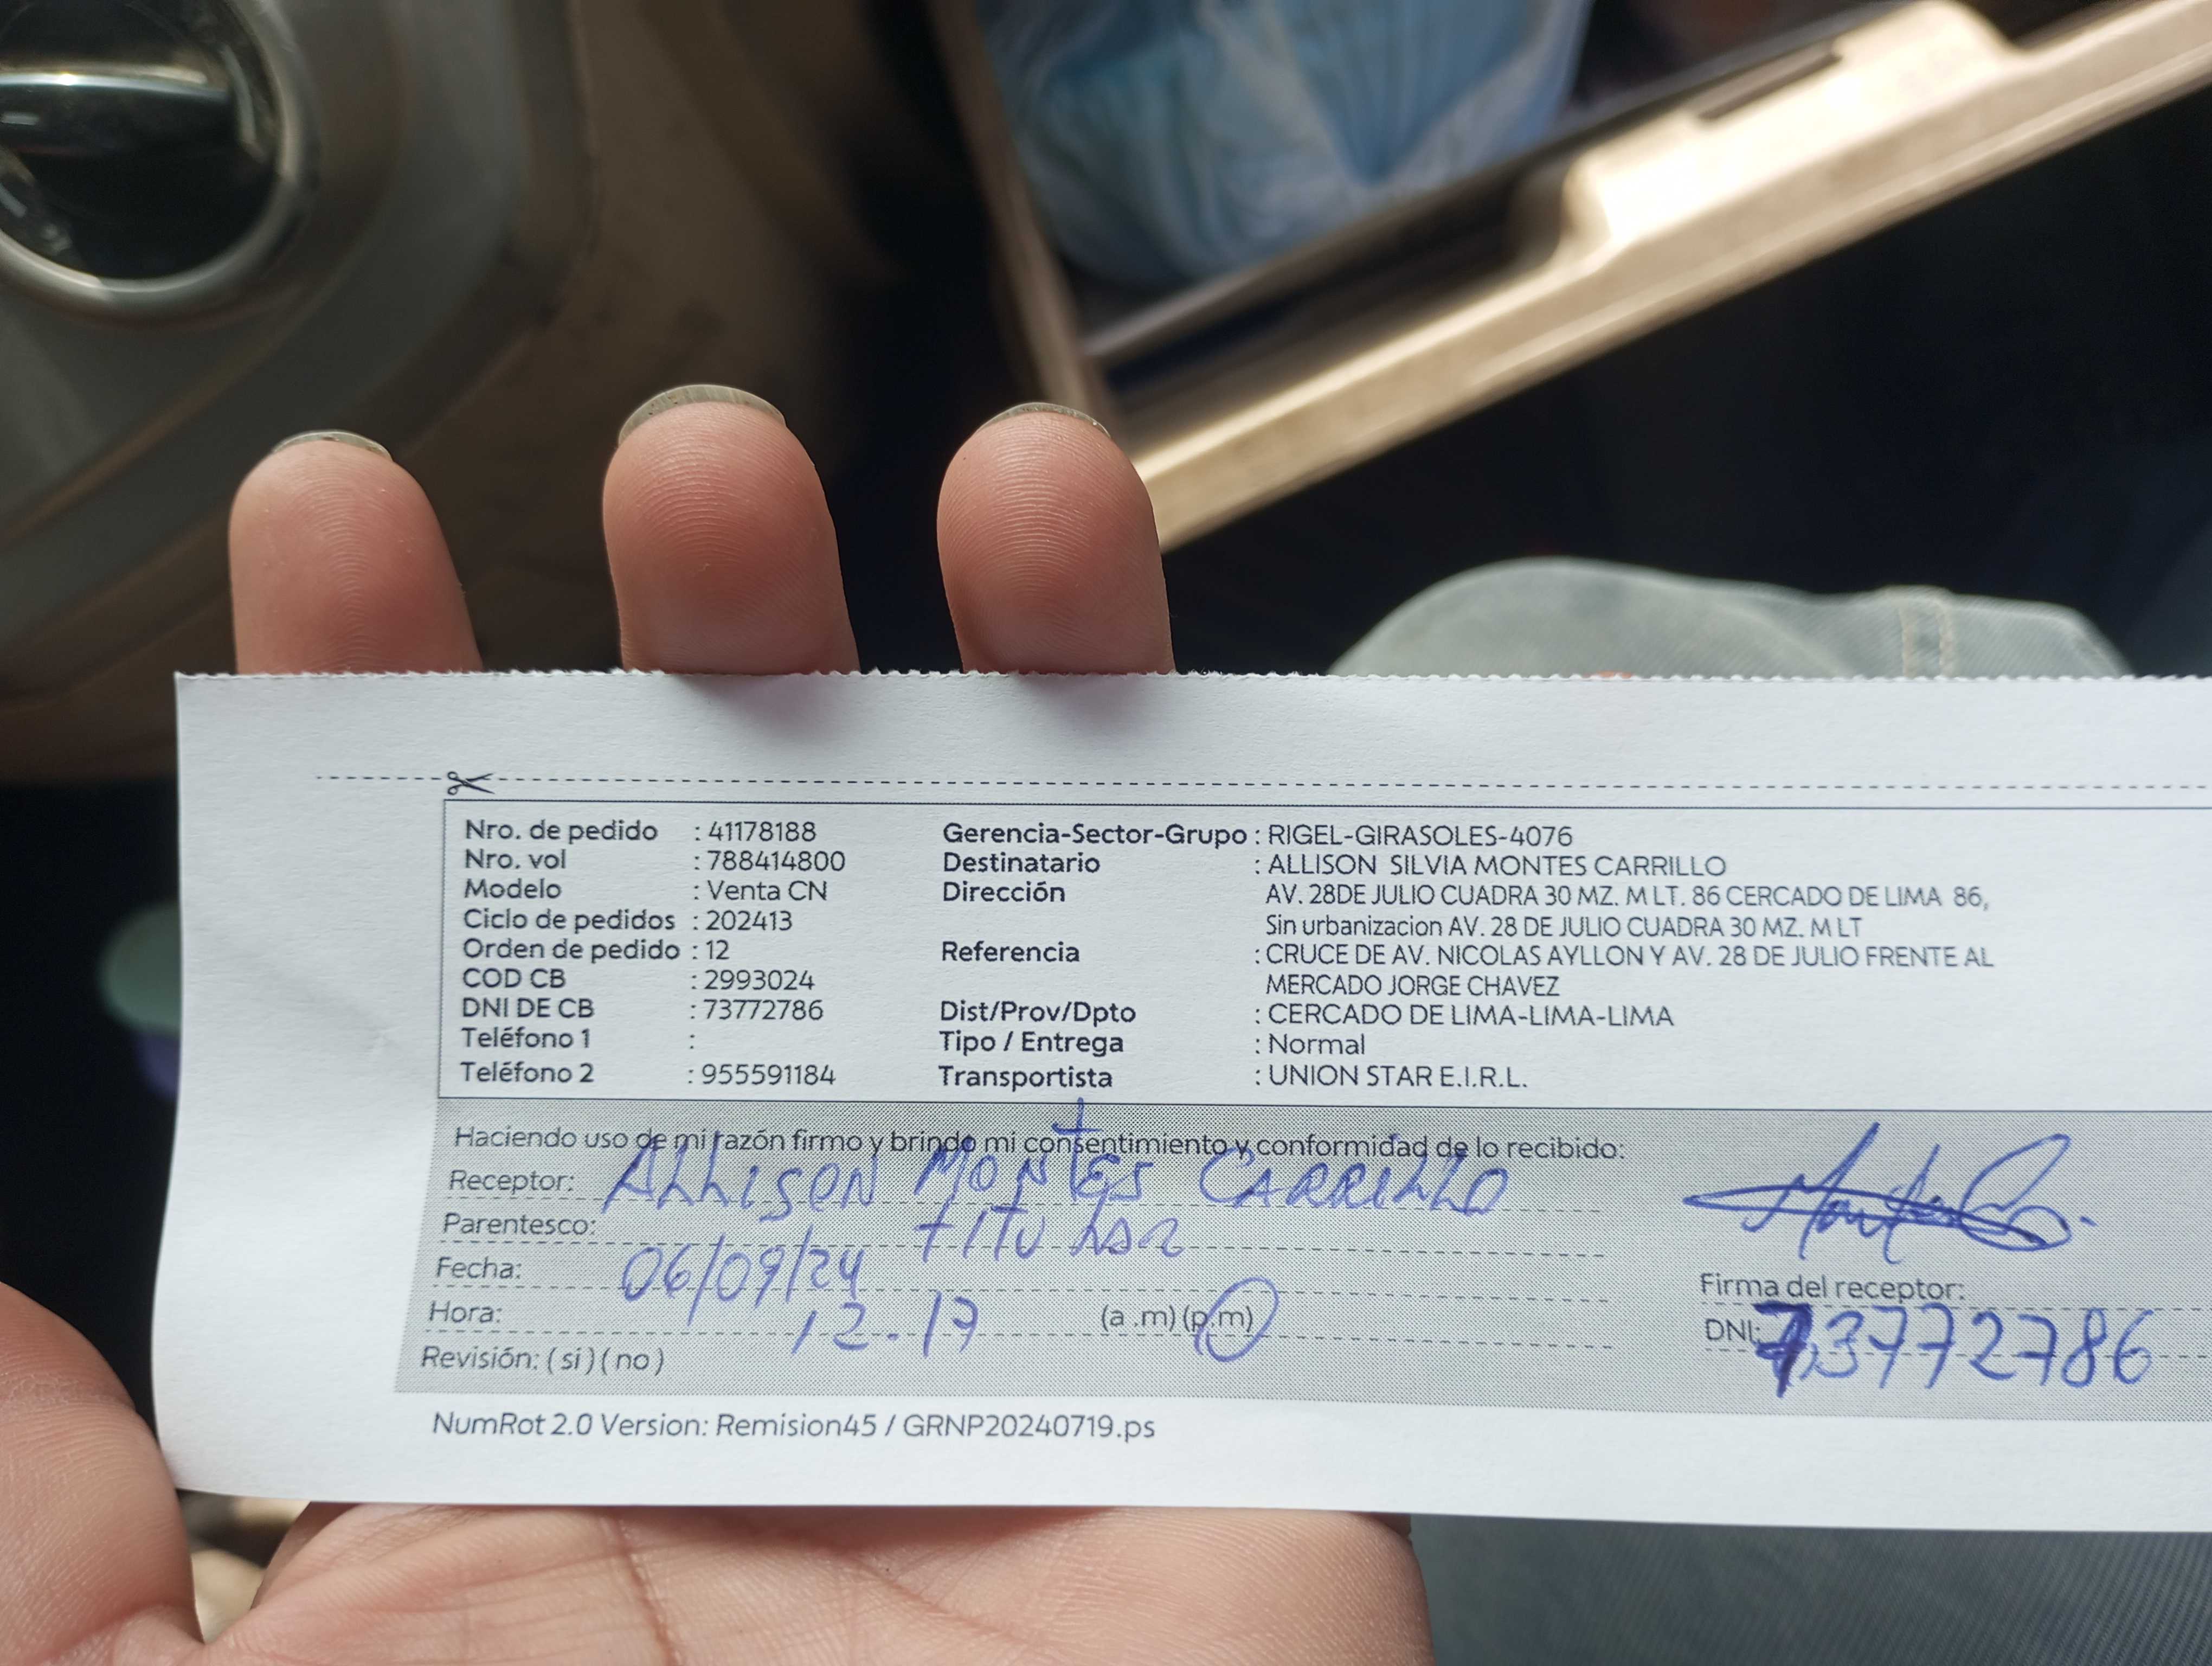 Nro. de pedido : 41178188 Gerencia-Sector-Grupo : RIGEL-GIRASOLES-4076
Nro. vol : 788414800 Destinatario : ALLISON SILVIA MONTES CARRILLO
Modelo : Venta CN Dirección AV. 28DE JULIO CUADRA 30 MZ. M LT. 86 CERCADO DE LIMA 86,
Ciclo de pedidos : 202413 Sin urbanizacion AV. 28 DE JULIO CUADRA 30 MZ. M LT
Orden de pedido : 12 Referencia : CRUCE DE AV. NICOLAS AYLLON Y AV. 28 DE JULIO FRENTE AL
COD CB : 2993024 MERCADO JORGE CHAVEZ
DNI DE CB : 73772786 Dist/Prov/Dpto : CERCADO DE LIMA-LIMA-LIMA
Teléfono 1 : Tipo / Entrega : Normal
Teléfono 2 : 955591184 Transportista : UNION STAR E.I.R.L.
Haciendo uso de mi razón firmo y brindo mi consentimiento y conformidad de lo recibido:
Receptor: ALLISON MONTES CARRILLO
Parentesco: TITULAR
Fecha: 06/09/24 Firma del receptor:
Hora: 12.17 (a .m) (p.m) DNI: 73772786
Revisión: ( si ) ( no )
NumRot 2.0 Version: Remision45 / GRNP20240719.ps